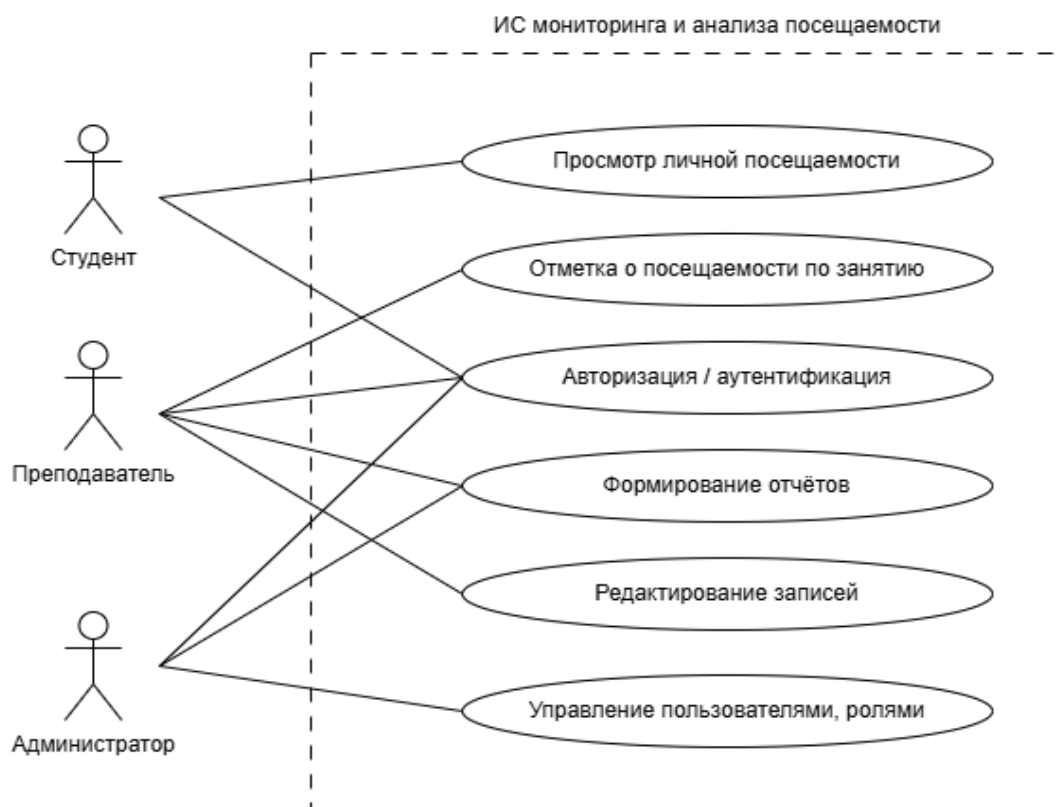 ИС мониторинга и анализа посещаемости
Просмотр личной посещаемости
Студент
Отметка о посещаемости по занятию
Авторизация / аутентификация
Преподаватель
Формирование отчётов
Редактирование записей
Управление пользователями, ролями
Администратор